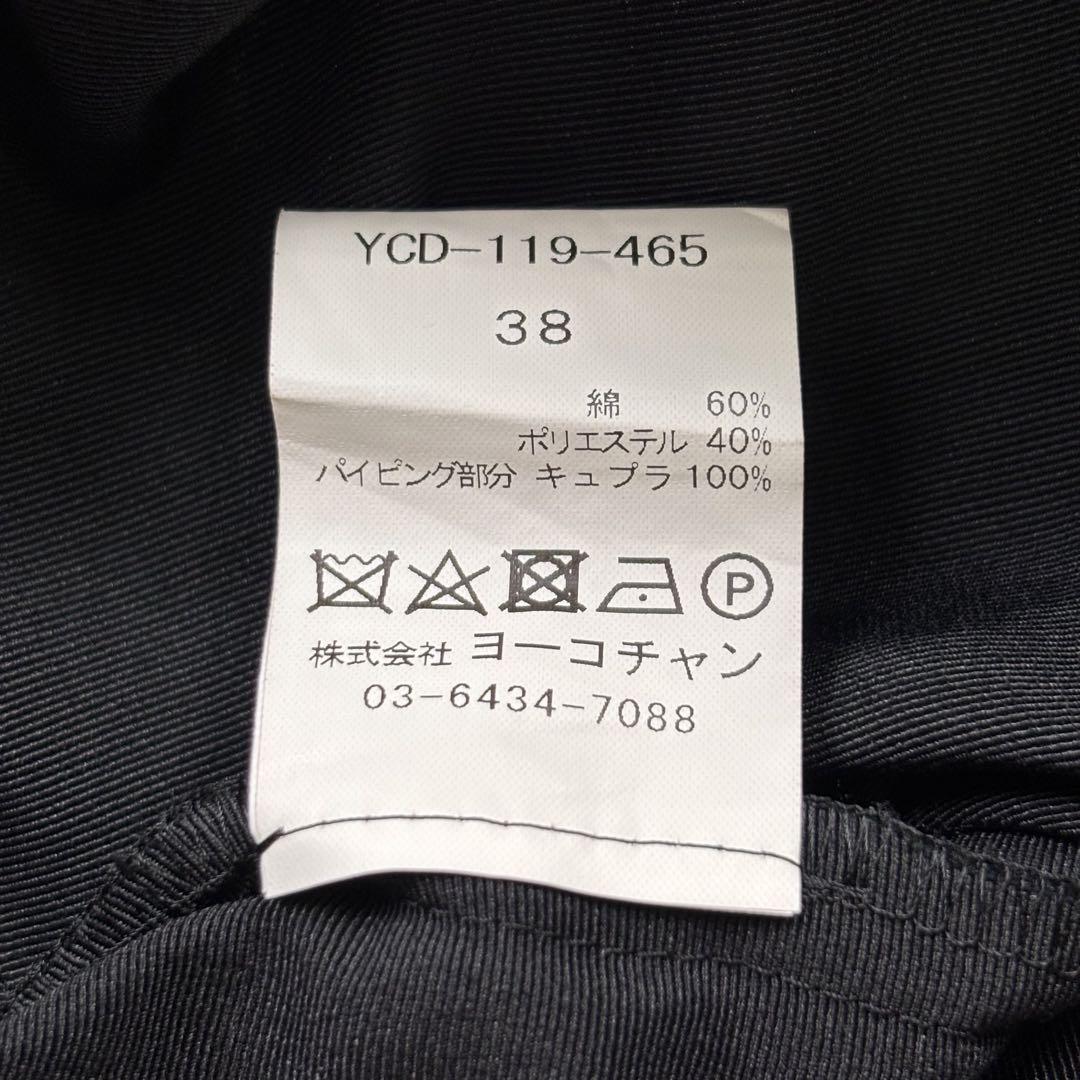 YCD-119-465
38
綿 60%
ポリエステル 40%
パイピング部分 キュプラ 100%
P
株式会社 ヨーコチャン
03-6434-7088